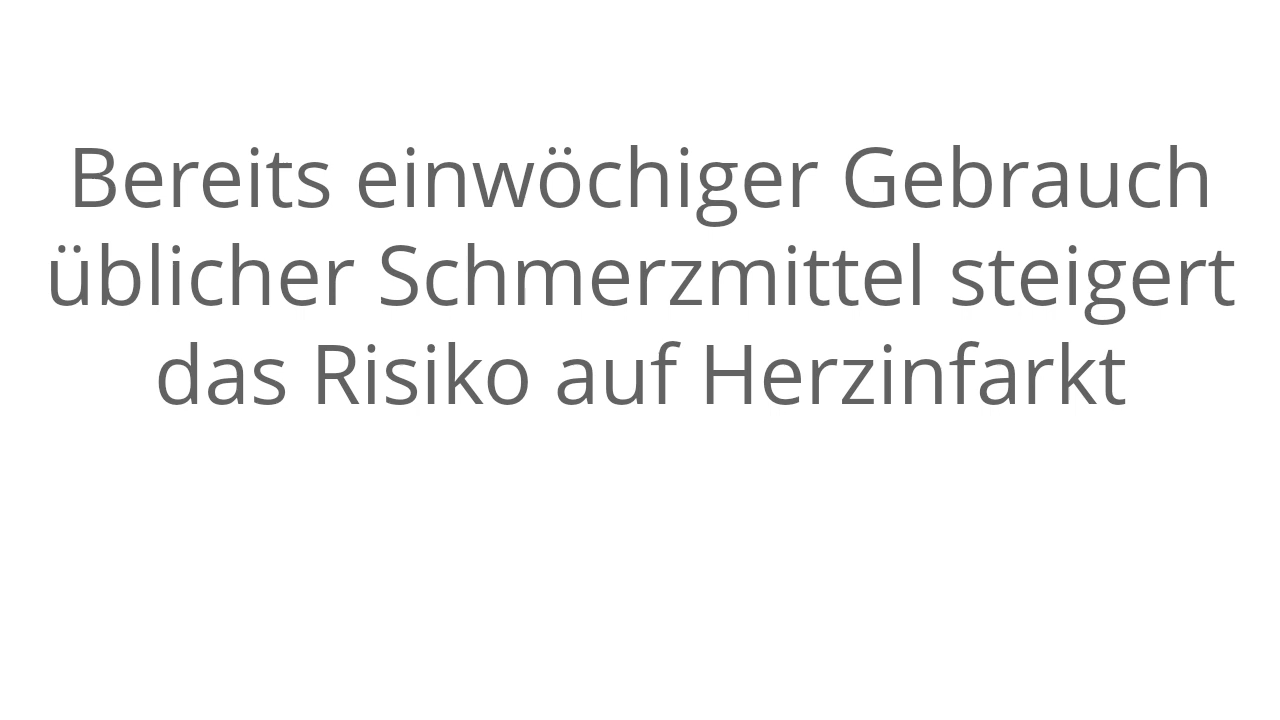 Bereits einwöchiger Gebrauch
üblicher Schmerzmittel steigert
das Risiko auf Herzinfarkt